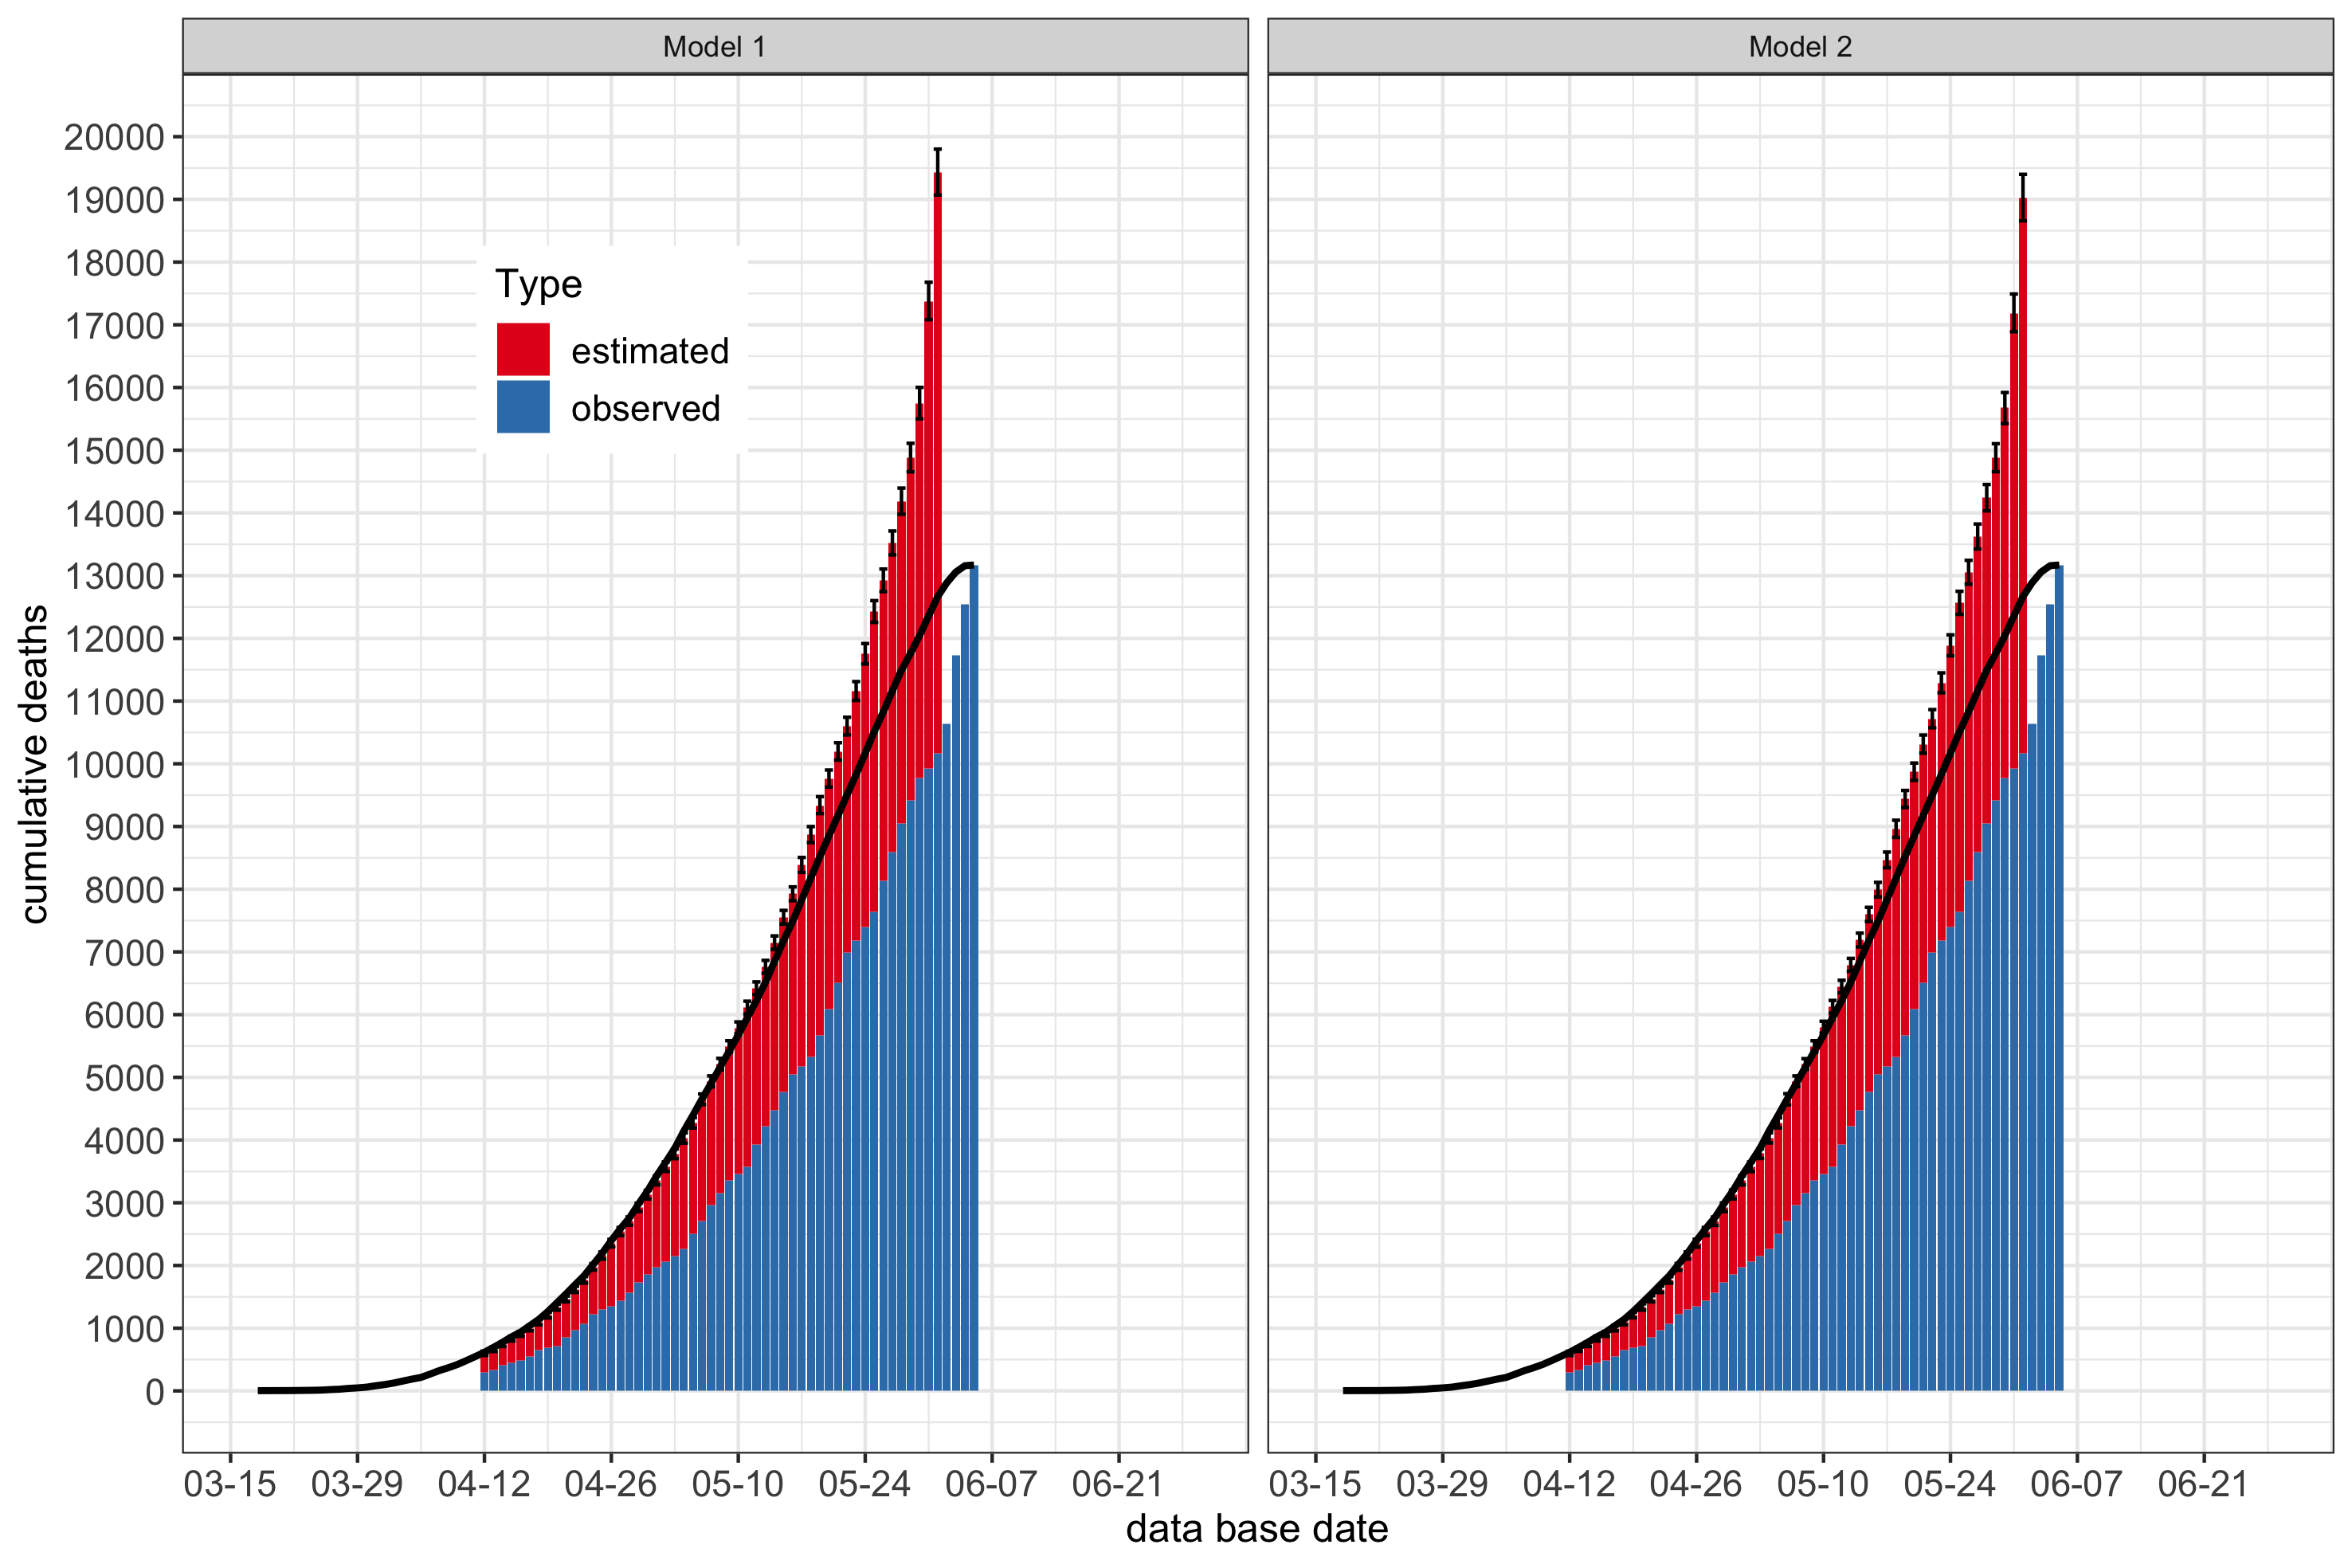 Model 1
Model 2
cumulative deaths
20000
19000
18000
17000
16000
15000
14000
13000
12000
11000
10000
9000
8000
7000
6000
5000
4000
3000
2000
1000
0
Type
estimated
observed
03-15 03-29 04-12 04-26 05-10 05-24 06-07 06-21
03-15 03-29 04-12 04-26 05-10 05-24 06-07 06-21
data base date